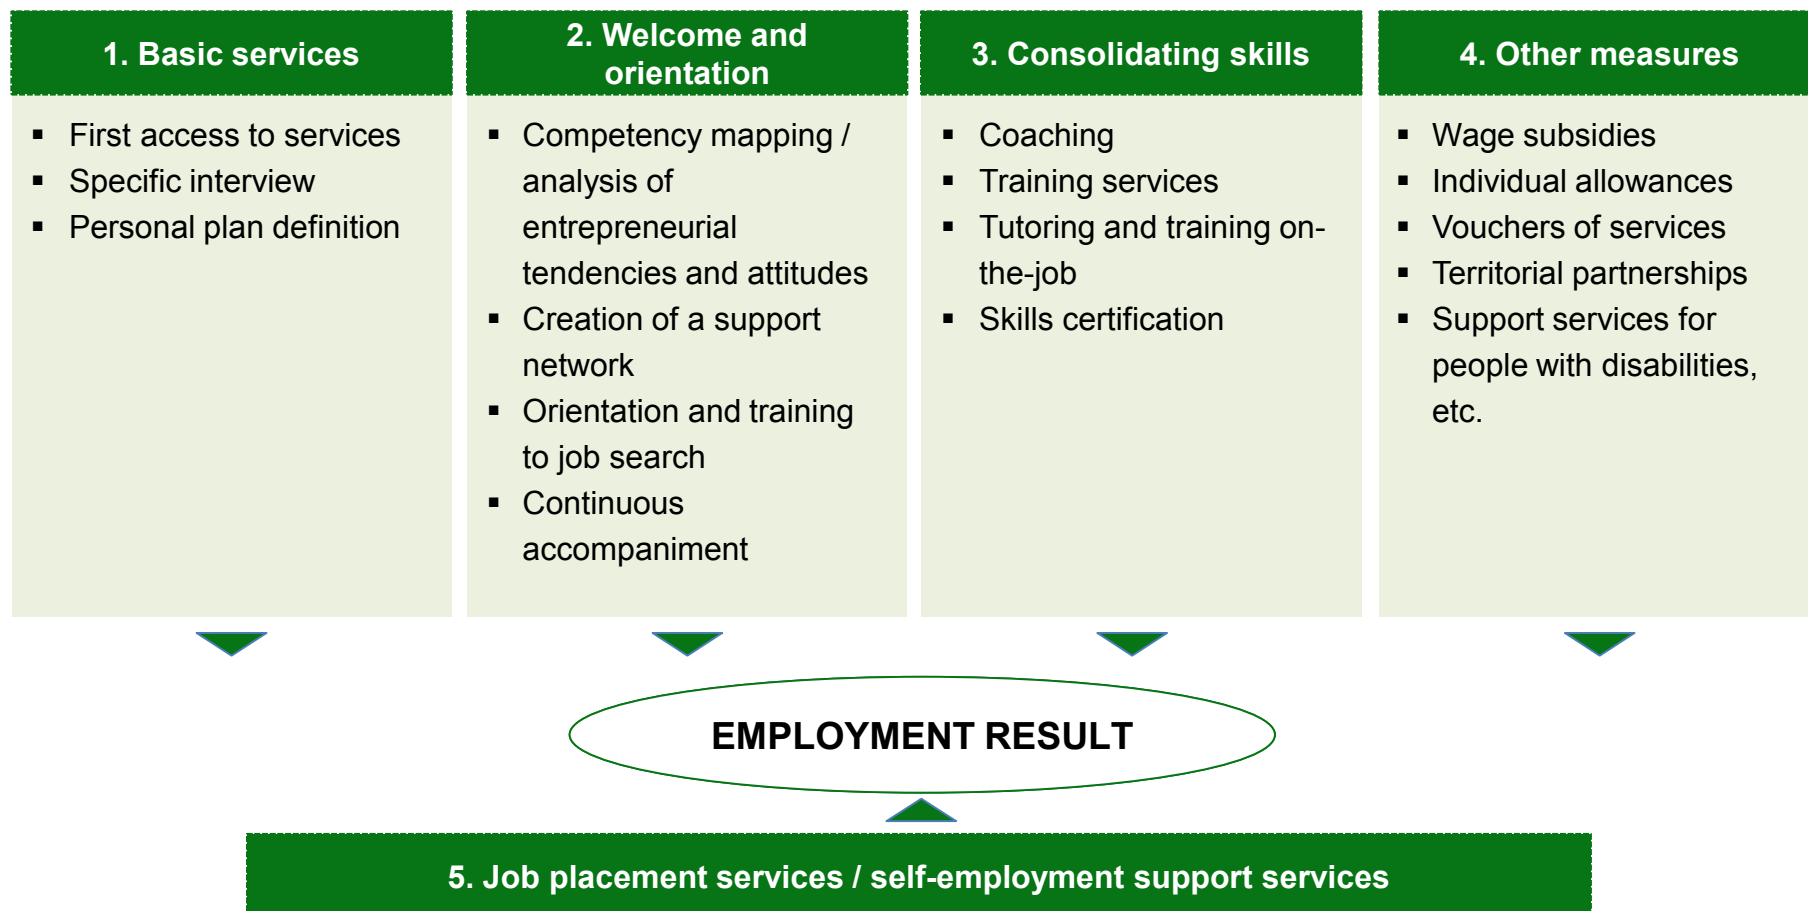 1. Basic services
▪ First access to services
▪ Specific interview
▪ Personal plan definition
2. Welcome and
orientation
▪ Competency mapping /
analysis of
entrepreneurial
tendencies and attitudes
▪ Creation of a support
network
▪ Orientation and training
to job search
▪ Continuous
accompaniment
3. Consolidating skills
▪ Coaching
▪ Training services
▪ Tutoring and training on-
the-job
▪ Skills certification
4. Other measures
▪ Wage subsidies
▪ Individual allowances
▪ Vouchers of services
▪ Territorial partnerships
▪ Support services for
people with disabilities,
etc.
EMPLOYMENT RESULT
5. Job placement services / self-employment support services